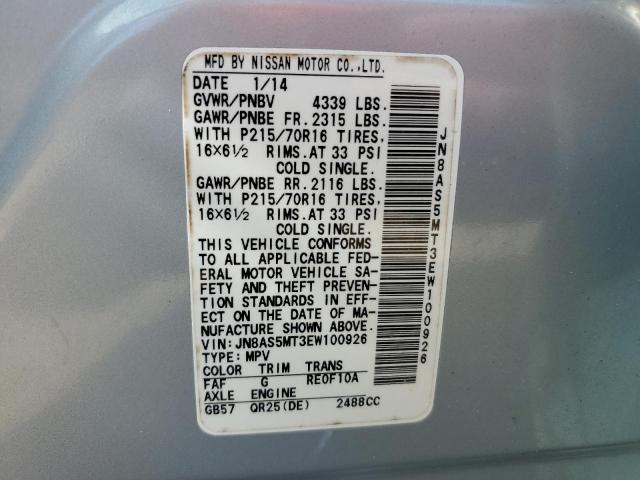 MFD BY NISSAN MOTOR CO.,LTD.
DATE 1/14
GVWR/PNBV 4339 LBS.
GAWR/PNBE FR. 2315 LBS.
WITH P215/70R16 TIRES,
16X6½ RIMS.AT 33 PSI
COLD SINGLE.
GAWR/PNBE RR. 2116 LBS.
WITH P215/70R16 TIRES,
16X6½ RIMS.AT 33 PSI
COLD SINGLE.
THIS VEHICLE CONFORMS
TO ALL APPLICABLE FED-
ERAL MOTOR VEHICLE SA-
FETY AND THEFT PREVEN-
TION STANDARDS IN EFF-
ECT ON THE DATE OF MA-
NUFACTURE SHOWN ABOVE.
VIN: JN8AS5MT3EW100926
TYPE: MPV
COLOR TRIM TRANS
FAF G RE0F10A
AXLE ENGINE
GB57 QR25(DE) 2488CC
JN8AS5MT3EW100926